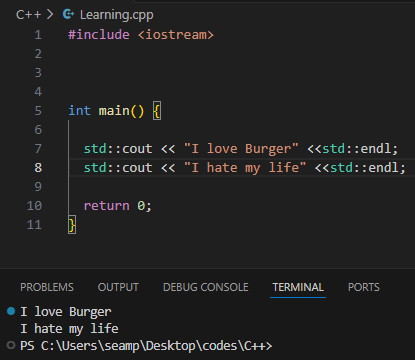 C++ > Learning.cpp
1 #include <iostream>
2
3
4
5 int main() {
6
7 std::cout << "I love Burger" <<std::endl;
8 std::cout << "I hate my life" <<std::endl;
9
10 return 0;
11 }
PROBLEMS OUTPUT DEBUG CONSOLE TERMINAL PORTS
I love Burger
I hate my life
PS C:\Users\seamp\Desktop\codes\C++>